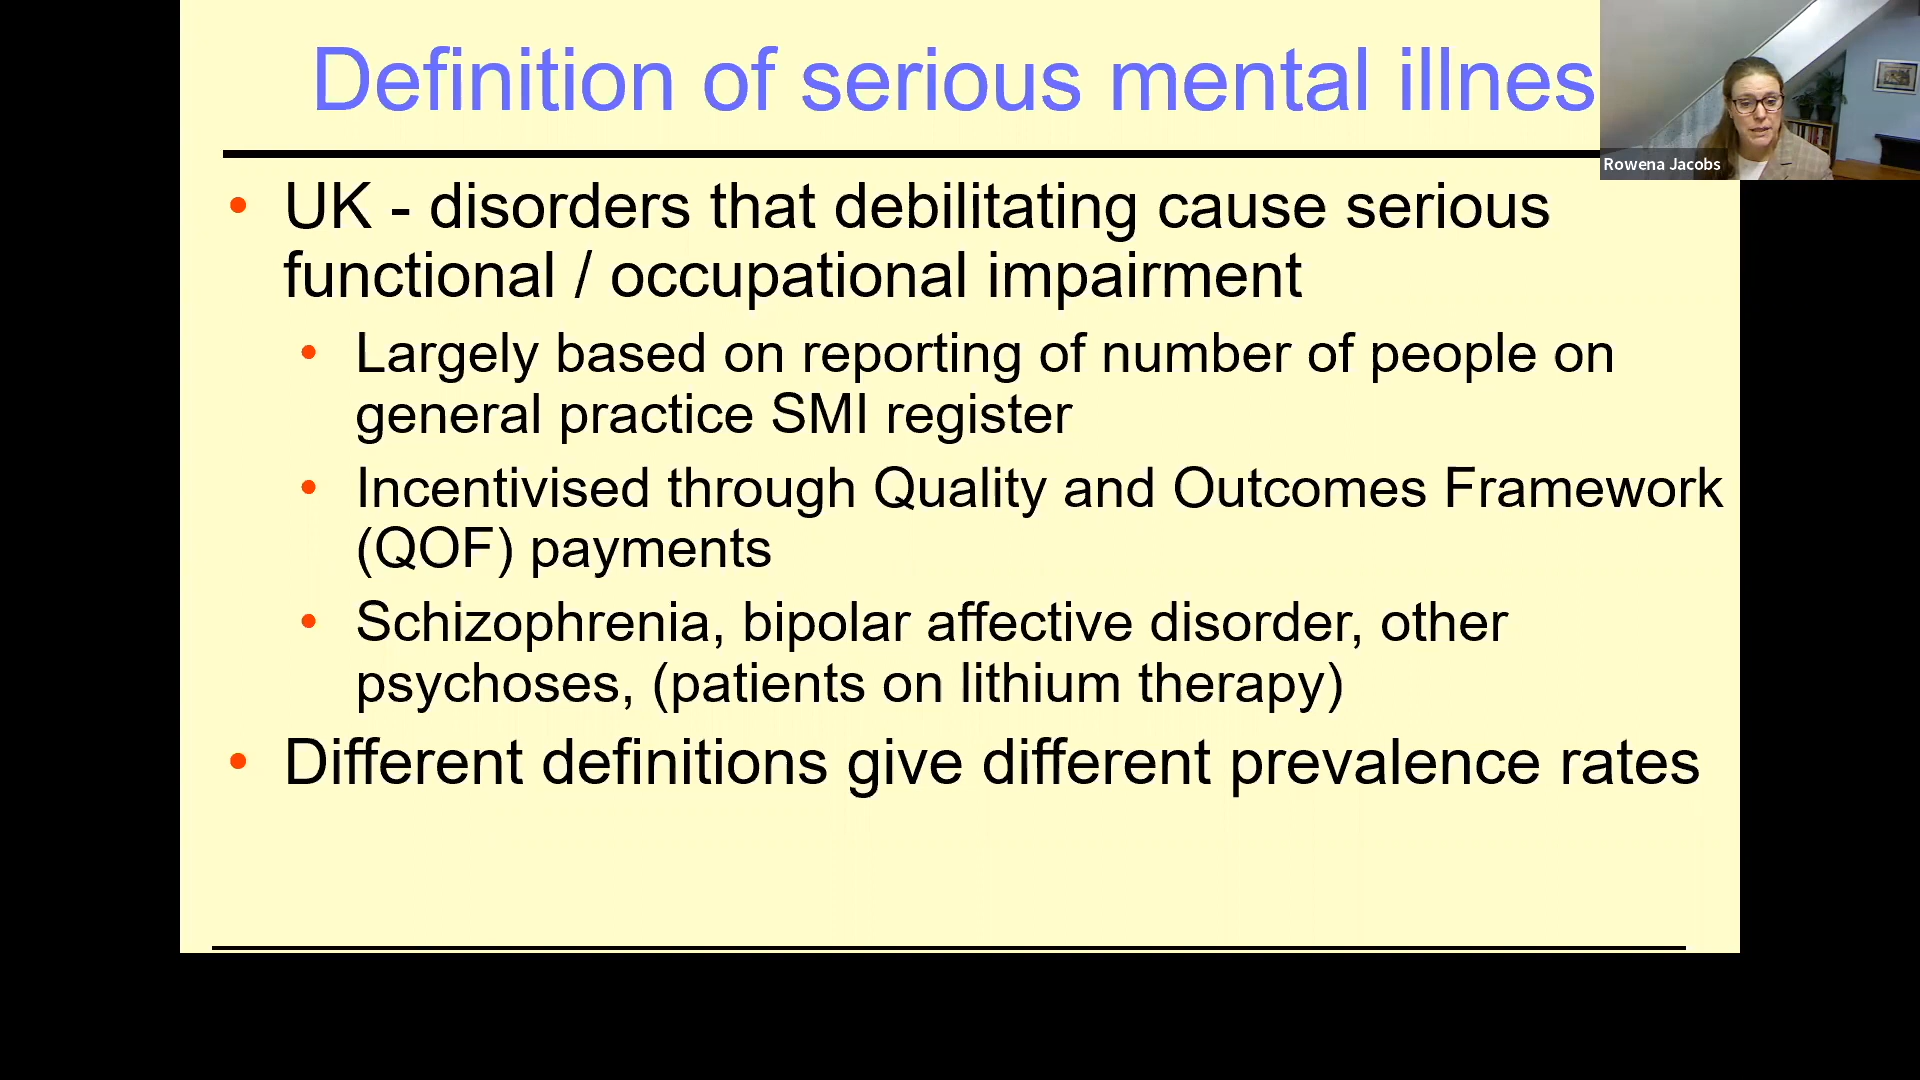 Definition of serious mental illnes
Rowena Jacobs
• UK - disorders that debilitating cause serious
functional / occupational impairment
• Largely based on reporting of number of people on
general practice SMI register
• Incentivised through Quality and Outcomes Framework
(QOF) payments
• Schizophrenia, bipolar affective disorder, other
psychoses, (patients on lithium therapy)
• Different definitions give different prevalence rates